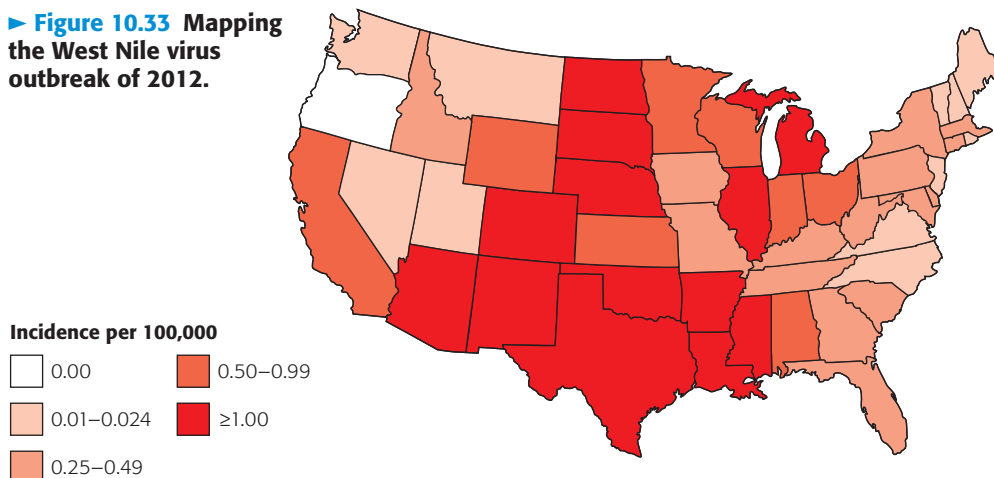 ► Figure 10.33 Mapping
the West Nile virus
outbreak of 2012.
Incidence per 100,000
0.00
0.01–0.024
0.25–0.49
0.50–0.99
≥1.00